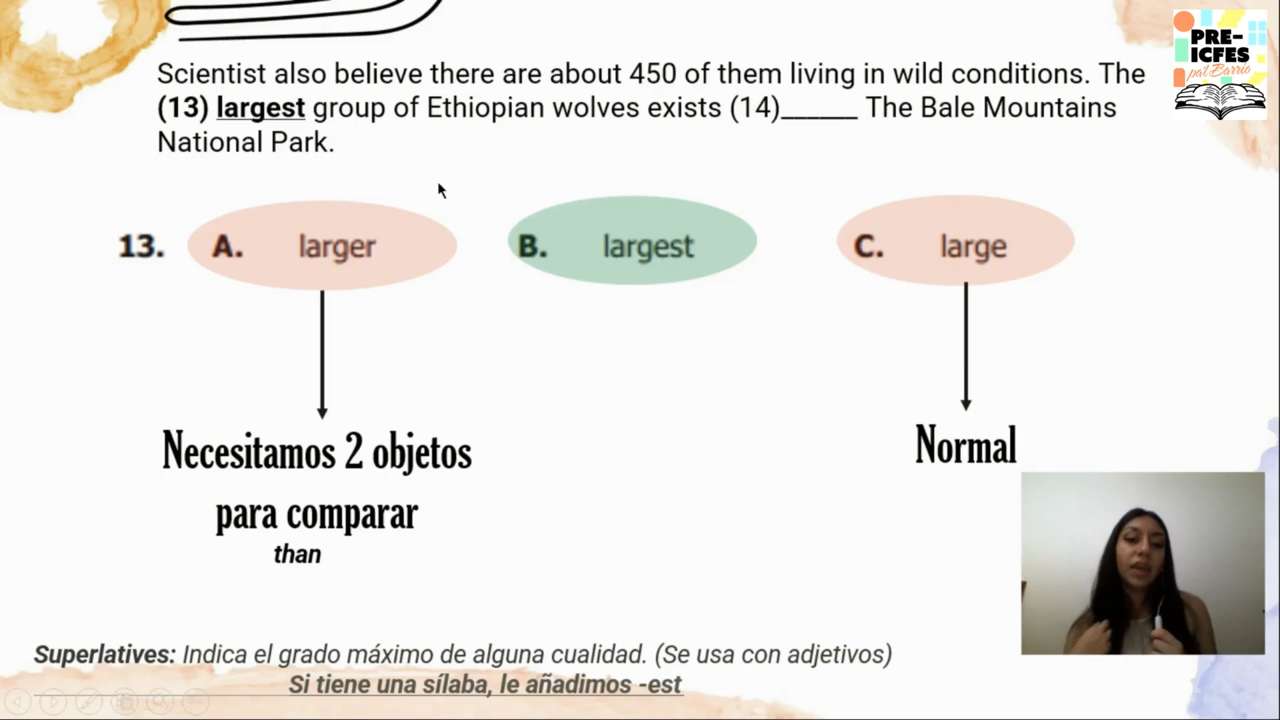 PRE-
ICFES
pa'l Barrio
Scientist also believe there are about 450 of them living in wild conditions. The
(13) largest group of Ethiopian wolves exists (14)______ The Bale Mountains
National Park.
13. A. larger B. largest C. large
Necesitamos 2 objetos
para comparar
than
Normal
Superlatives: Indica el grado máximo de alguna cualidad. (Se usa con adjetivos)
Si tiene una sílaba, le añadimos -est